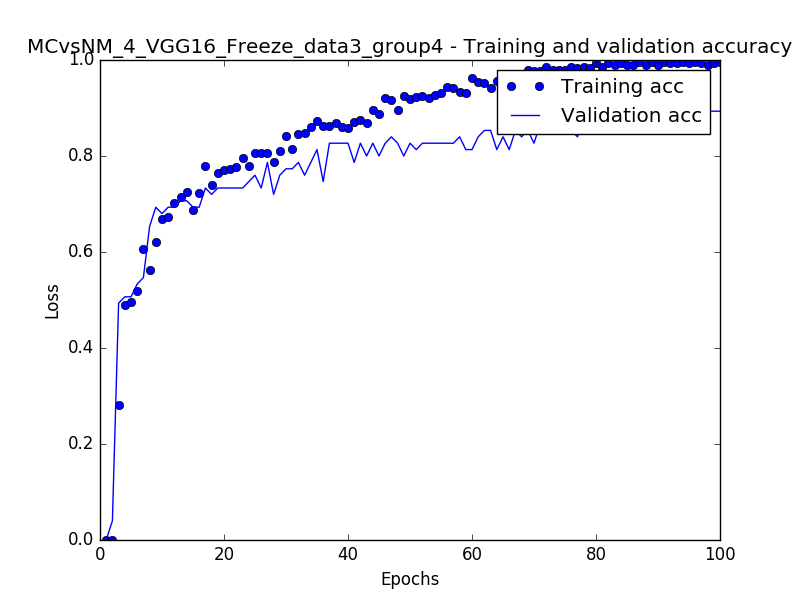 MCvsNM_4_VGG16_Freeze_data3_group4 - Training and validation accuracy
1.0
Training acc
Validation acc
0.8
0.6
Loss
0.4
0.2
0.0
0 20 40 60 80 100
Epochs